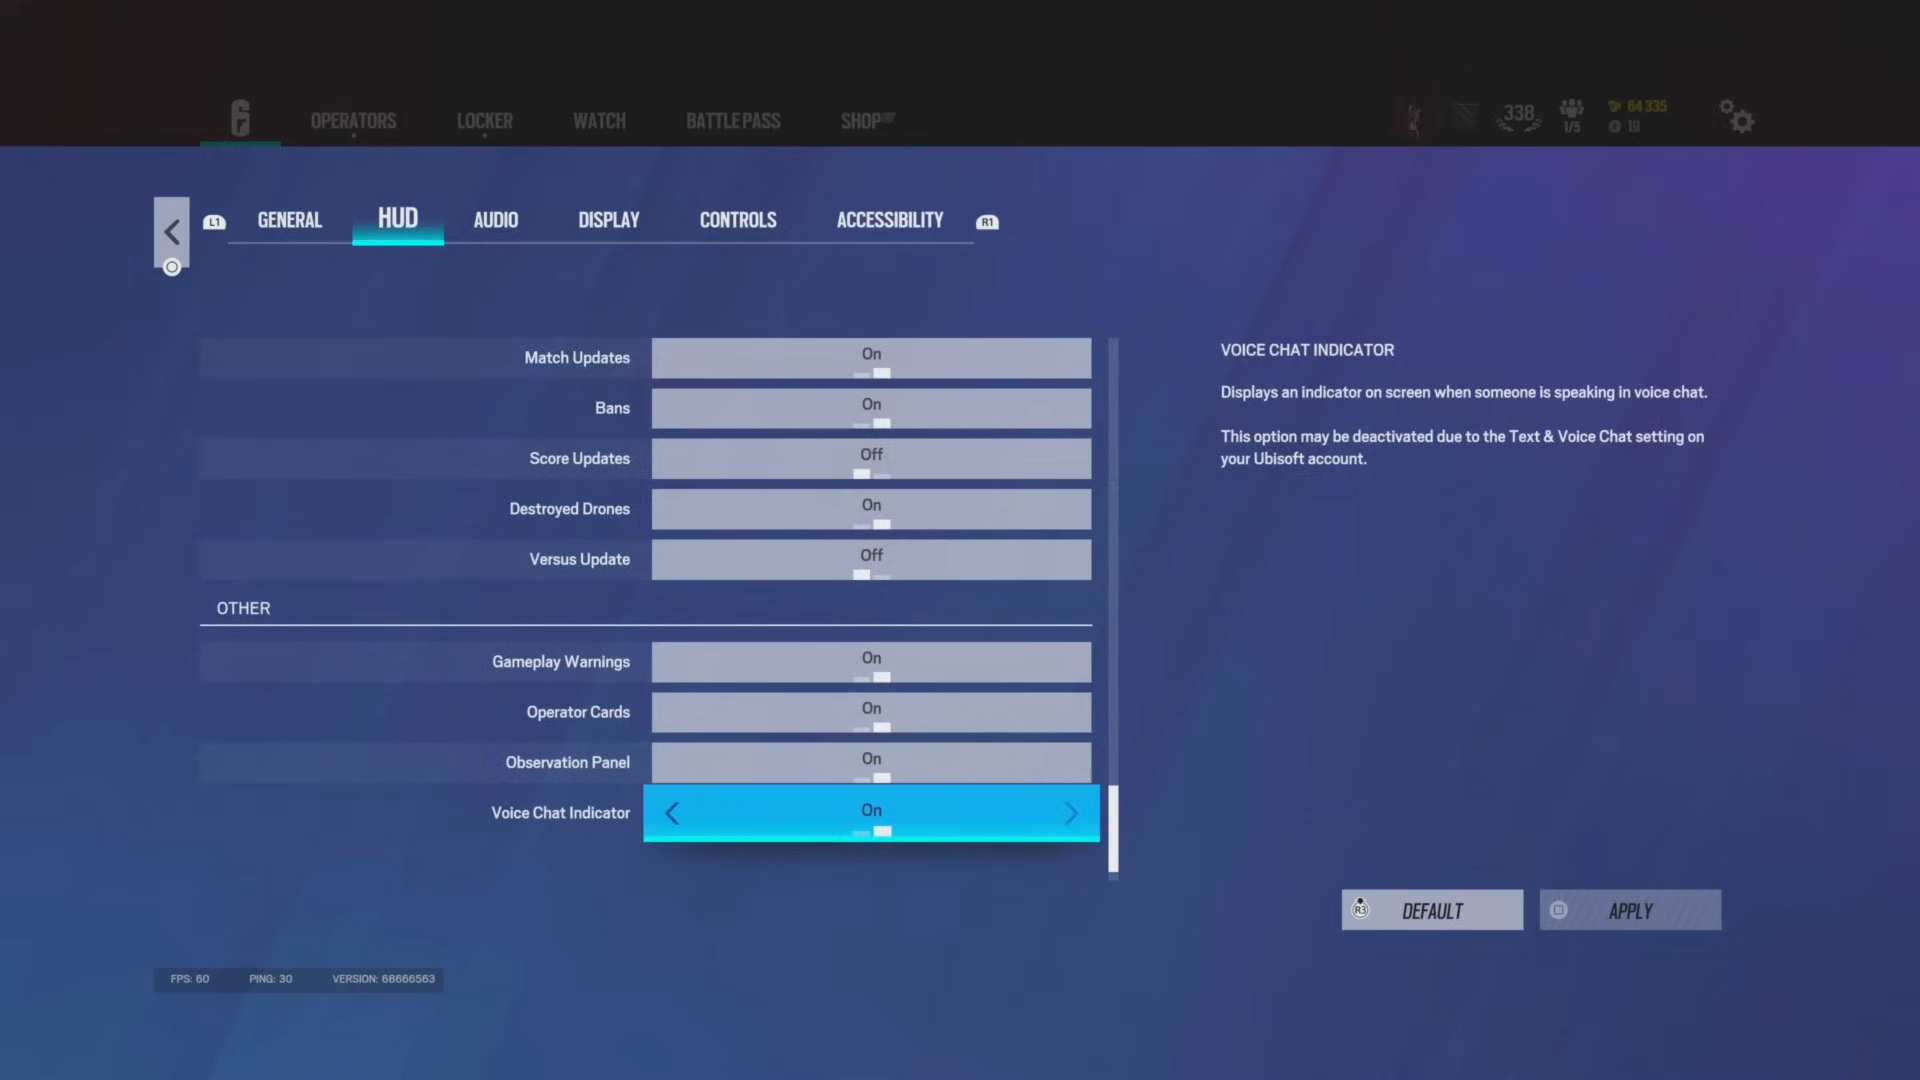 OPERATORS LOCKER WATCH BATTLE PASS SHOP 338 1/5 64 335 19
L1 GENERAL HUD AUDIO DISPLAY CONTROLS ACCESSIBILITY R1
Match Updates On
Bans On
Score Updates Off
Destroyed Drones On
Versus Update Off
OTHER
Gameplay Warnings On
Operator Cards On
Observation Panel On
Voice Chat Indicator On
VOICE CHAT INDICATOR
Displays an indicator on screen when someone is speaking in voice chat.
This option may be deactivated due to the Text & Voice Chat setting on
your Ubisoft account.
R3 DEFAULT APPLY
FPS: 60 PING: 30 VERSION: 68666563